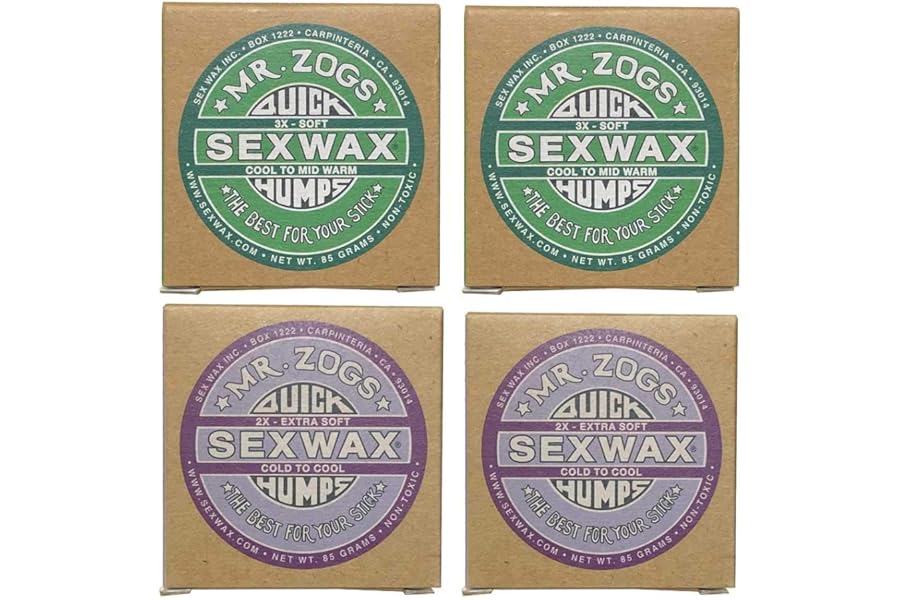 SEX WAX INC. • BOX 1222 • CARPINTERIA • CA • 93014
★MR. ZOGS★
QUICK
3X - SOFT
SEXWAX®
COOL TO MID WARM
HUMPS
★THE BEST FOR YOUR STICK★
• WWW.SEXWAX.COM • NET WT. 85 GRAMS • NON-TOXIC •
SEX WAX INC. • BOX 1222 • CARPINTERIA • CA • 93014
★MR. ZOGS★
QUICK
3X - SOFT
SEXWAX®
COOL TO MID WARM
HUMPS
★THE BEST FOR YOUR STICK★
• WWW.SEXWAX.COM • NET WT. 85 GRAMS • NON-TOXIC •
SEX WAX INC. • BOX 1222 • CARPINTERIA • CA • 93014
★MR. ZOGS★
QUICK
2X - EXTRA SOFT
SEXWAX®
COLD TO COOL
HUMPS
★THE BEST FOR YOUR STICK★
• WWW.SEXWAX.COM • NET WT. 85 GRAMS • NON-TOXIC •
SEX WAX INC. • BOX 1222 • CARPINTERIA • CA • 93014
★MR. ZOGS★
QUICK
2X - EXTRA SOFT
SEXWAX®
COLD TO COOL
HUMPS
★THE BEST FOR YOUR STICK★
• WWW.SEXWAX.COM • NET WT. 85 GRAMS • NON-TOXIC •